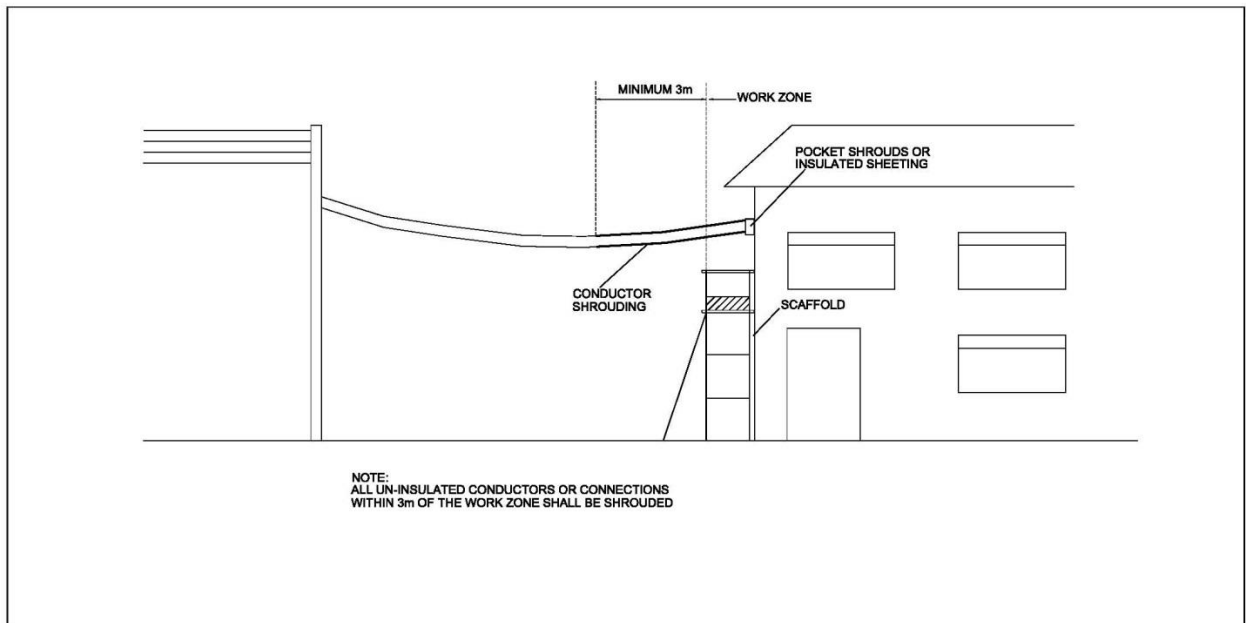 MINIMUM 3m
WORK ZONE
POCKET SHROUDS OR
INSULATED SHEETING
CONDUCTOR
SHROUDING
SCAFFOLD
NOTE:
ALL UN-INSULATED CONDUCTORS OR CONNECTIONS
WITHIN 3m OF THE WORK ZONE SHALL BE SHROUDED